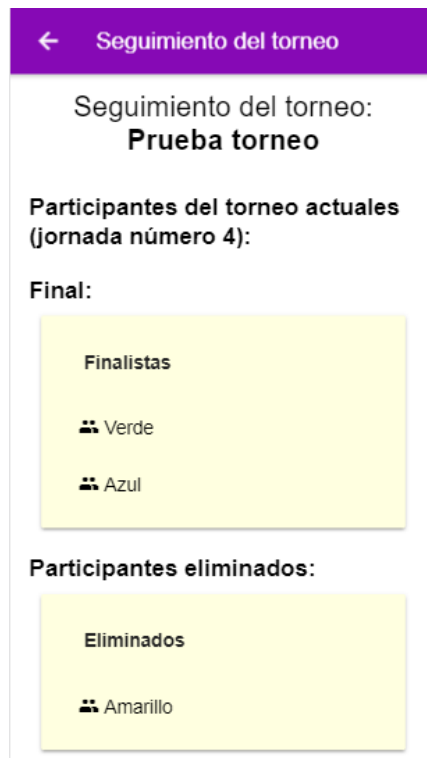 Seguimiento del torneo
Seguimiento del torneo:
Prueba torneo
Participantes del torneo actuales
(jornada número 4):
Final:
Finalistas
Verde
Azul
Participantes eliminados:
Eliminados
Amarillo